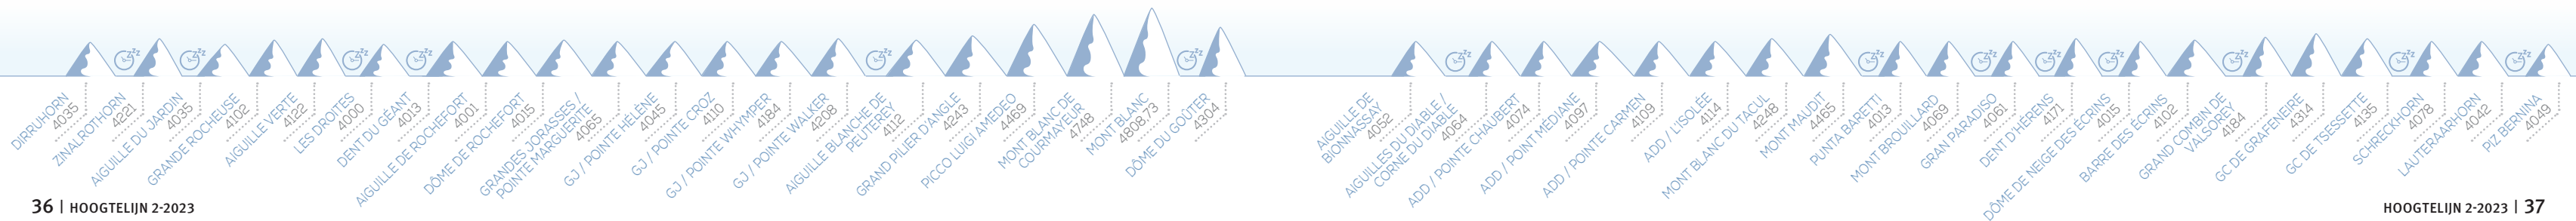 DIRRUHORN
4035
ZINALROTHORN
4221
AIGUILLE DU JARDIN
4035
GRANDE ROCHEUSE
4102
AIGUILLE VERTE
4122
LES DROITES
4000
DENT DU GÉANT
4013
AIGUILLE DE ROCHEFORT
4001
DÔME DE ROCHEFORT
4015
GRANDES JORASSES /
POINTE MARGUERITE
4065
GJ / POINTE HÉLÈNE
4045
GJ / POINTE CROZ
4110
GJ / POINTE WHYMPER
4184
GJ / POINTE WALKER
4208
AIGUILLE BLANCHE DE
PEUTEREY
4112
GRAND PILIER D'ANGLE
4243
PICCO LUIGI AMEDEO
4469
MONT BLANC DE
COURMAYEUR
4748
MONT BLANC
4808.73
DÔME DU GOÛTER
4304
AIGUILLE DE
BIONNASSAY
4052
AIGUILLES DU DIABLE /
CORNE DU DIABLE
4064
ADD / POINTE CHAUBERT
4074
ADD / POINT MEDIANE
4097
ADD / POINTE CARMEN
4109
ADD / L'ISOLÉE
4114
MONT BLANC DU TACUL
4248
MONT MAUDIT
4465
PUNTA BARETTI
4013
MONT BROUILLARD
4069
GRAN PARADISO
4061
DENT D'HÉRENS
4171
DÔME DE NEIGE DES ÉCRINS
4015
BARRE DES ÉCRINS
4102
GRAND COMBIN DE
VALSOREY
4184
GC DE GRAFENEIRE
4314
GC DE TSESSETTE
4135
SCHRECKHORN
4078
LAUTERAARHORN
4042
PIZ BERNINA
4049
36 | HOOGTELIJN 2-2023
HOOGTELIJN 2-2023 | 37